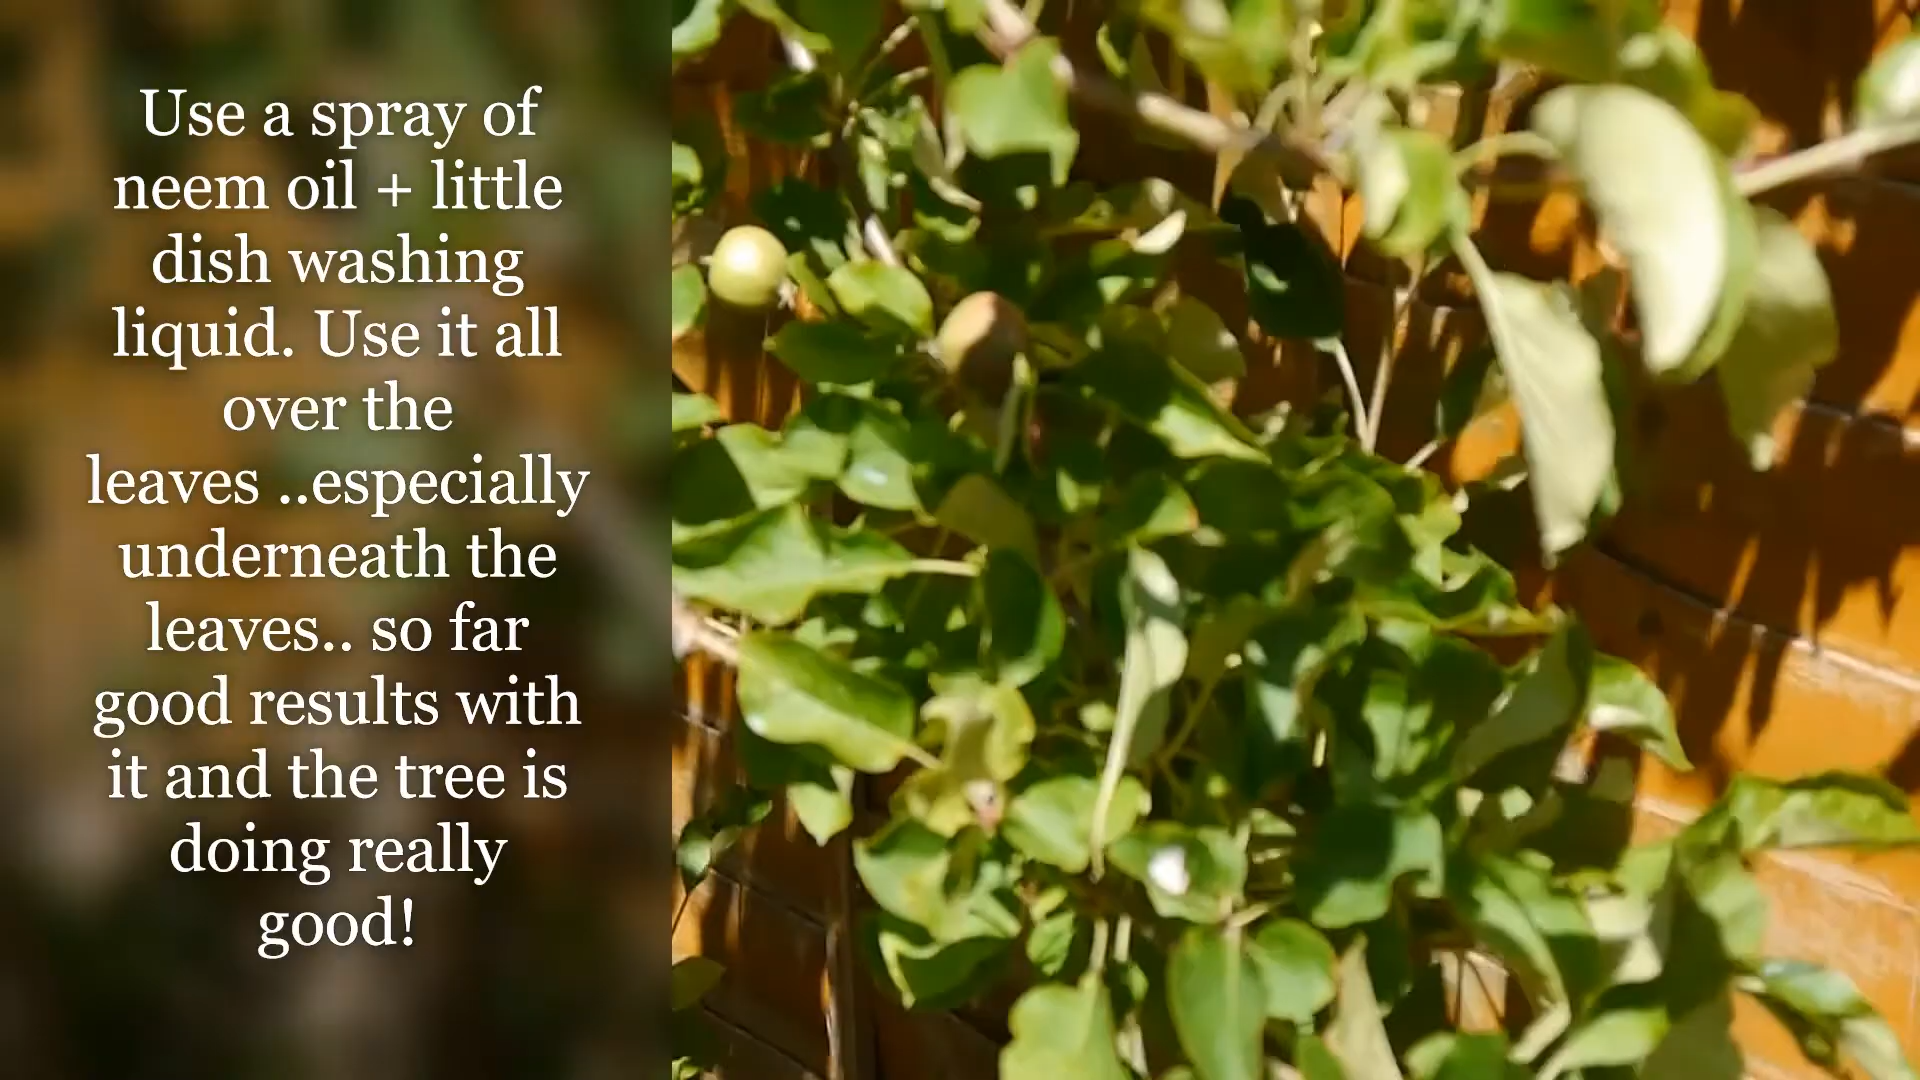 Use a spray of
neem oil + little
dish washing
liquid. Use it all
over the
leaves ..especially
underneath the
leaves.. so far
good results with
it and the tree is
doing really
good!